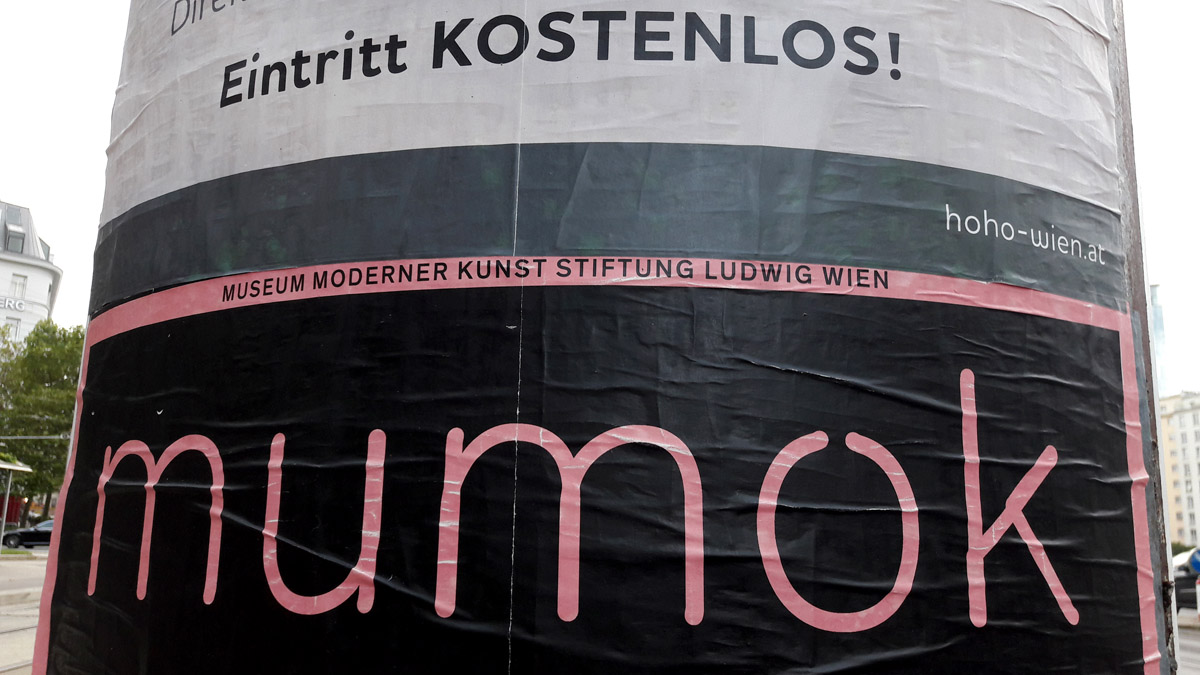 Eintritt KOSTENLOS!
hoho-wien.at
MUSEUM MODERNER KUNST STIFTUNG LUDWIG WIEN
mumok